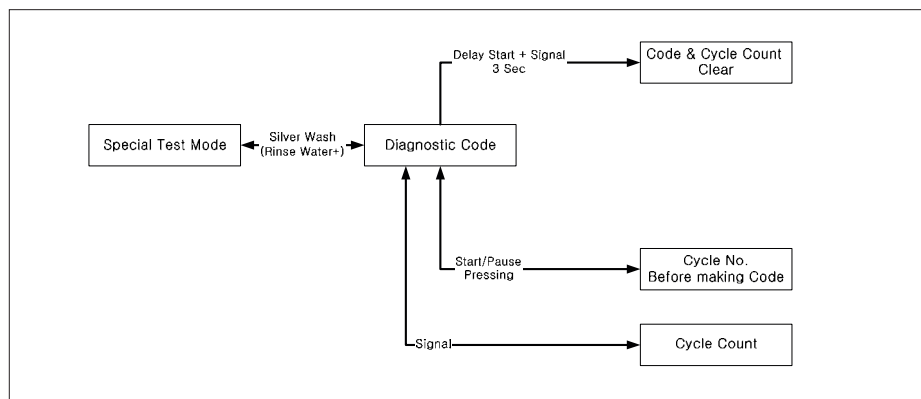 Delay Start + Signal
3 Sec
Code & Cycle Count
Clear
Special Test Mode
Silver Wash
(Rinse Water+)
Diagnostic Code
Start/Pause
Pressing
Cycle No.
Before making Code
Signal
Cycle Count